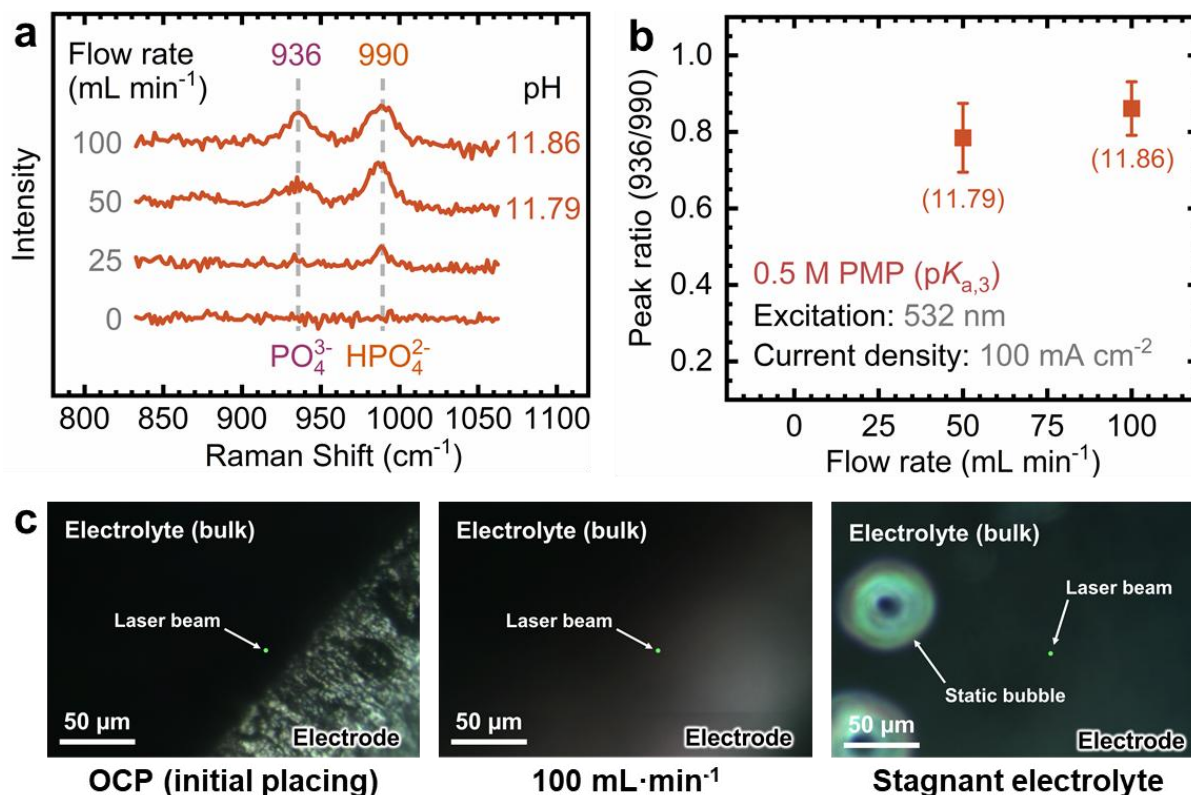 a
Flow rate
(mL min⁻¹)
936
990
pH
100
11.86
50
11.79
25
0
PO₄³⁻
HPO₄²⁻
Intensity
800 850 900 950 1000 1050 1100
Raman Shift (cm⁻¹)
b
Peak ratio (936/990)
1.0
0.8
0.6
0.4
0.2
(11.79)
(11.86)
0.5 M PMP (pKₐ,₃)
Excitation: 532 nm
Current density: 100 mA cm⁻²
0 25 50 75 100
Flow rate (mL min⁻¹)
c
Electrolyte (bulk)
Laser beam
50 µm
Electrode
OCP (initial placing)
Electrolyte (bulk)
Laser beam
50 µm
Electrode
100 mL·min⁻¹
Electrolyte (bulk)
Laser beam
Static bubble
50 µm
Electrode
Stagnant electrolyte